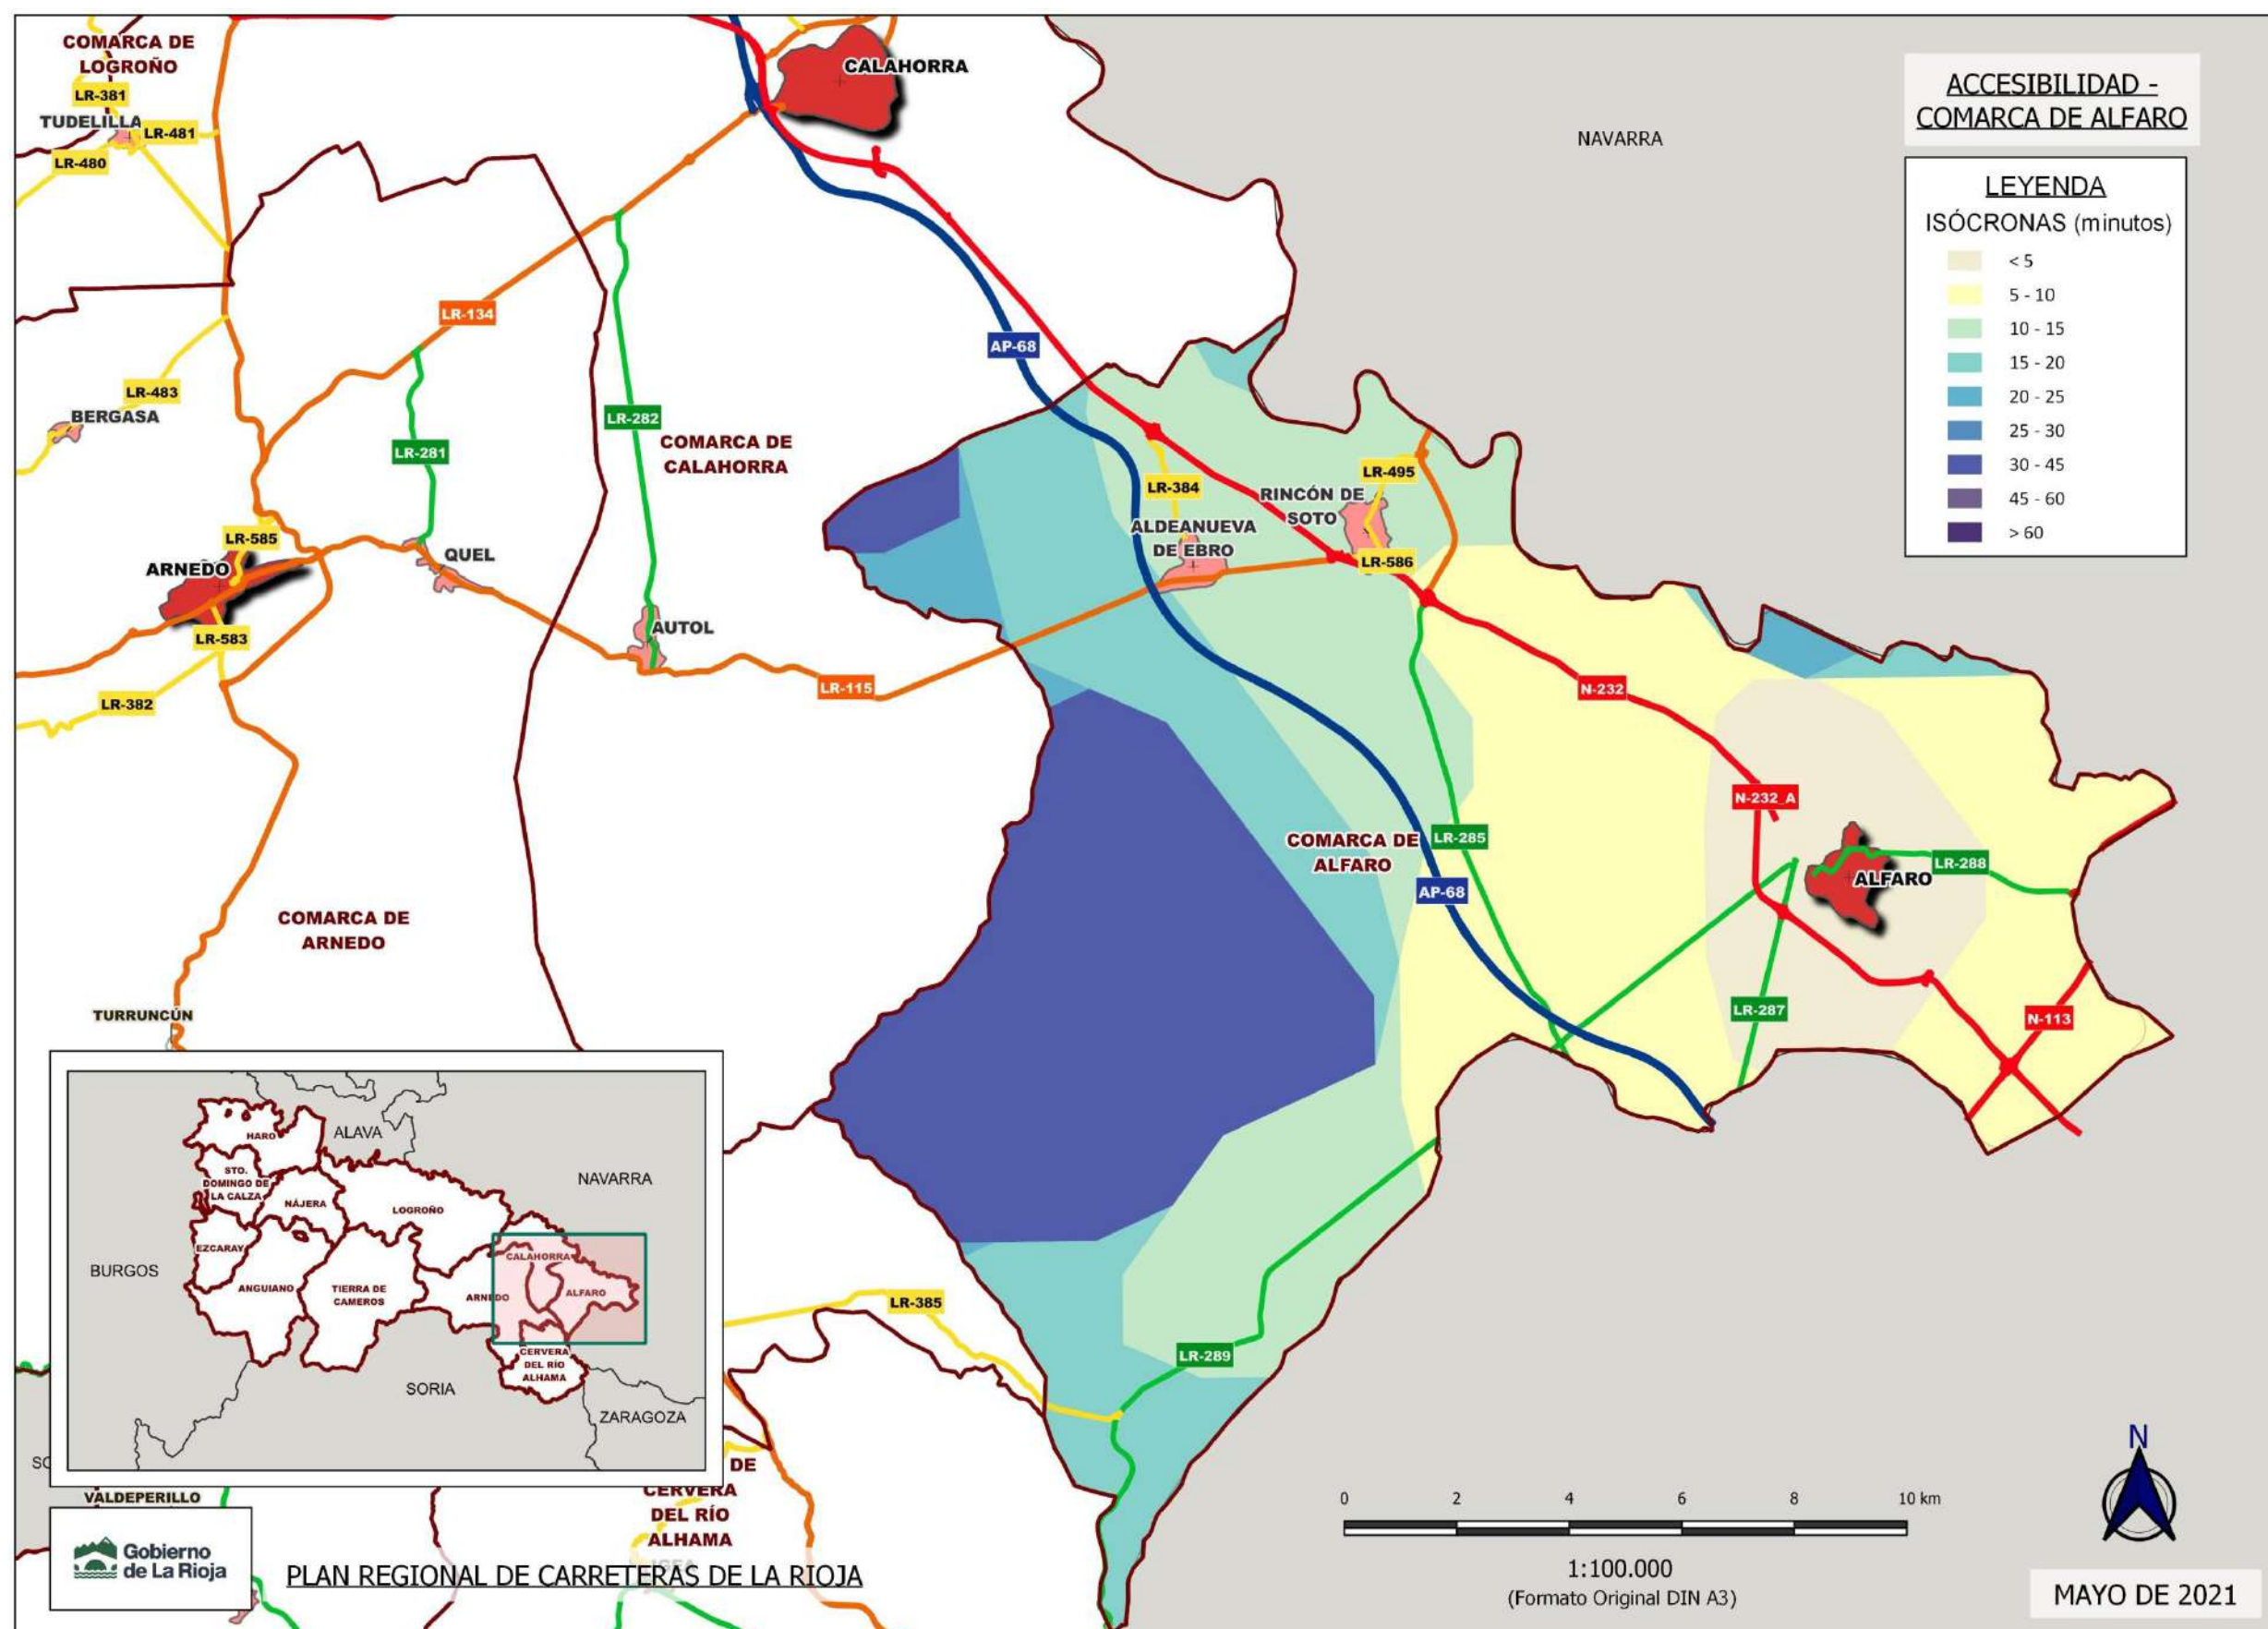 ACCESIBILIDAD -
COMARCA DE ALFARO
LEYENDA
ISÓCRONAS (minutos)
< 5
5 - 10
10 - 15
15 - 20
20 - 25
25 - 30
30 - 45
45 - 60
> 60
COMARCA DE
LOGROÑO
LR-381
TUDELILLA
LR-481
LR-480
CALAHORRA
NAVARRA
LR-134
AP-68
LR-483
BERGASA
LR-281
LR-282
COMARCA DE
CALAHORRA
LR-495
LR-384
RINCÓN DE
SOTO
ALDEANUEVA
DE EBRO
LR-586
LR-585
ARNEDO
QUEL
LR-583
AUTOL
LR-382
LR-115
N-232
N-232_A
COMARCA DE
ALFARO
LR-285
AP-68
LR-288
ALFARO
COMARCA DE
ARNEDO
LR-287
N-113
TURRUNCÚN
HARO
ALAVA
STO.
DOMINGO DE
LA CALZA
NÁJERA
NAVARRA
LOGROÑO
EZCARAY
CALAHORRA
BURGOS
ANGUIANO
TIERRA DE
CAMEROS
ARNEDO
ALFARO
CERVERA
DEL RÍO
ALHAMA
SORIA
ZARAGOZA
LR-385
LR-289
SO
VALDEPERILLO
DE
CERVERA
DEL RÍO
ALHAMA
IGEA
Gobierno
de La Rioja
PLAN REGIONAL DE CARRETERAS DE LA RIOJA
0 2 4 6 8 10 km
1:100.000
(Formato Original DIN A3)
N
MAYO DE 2021